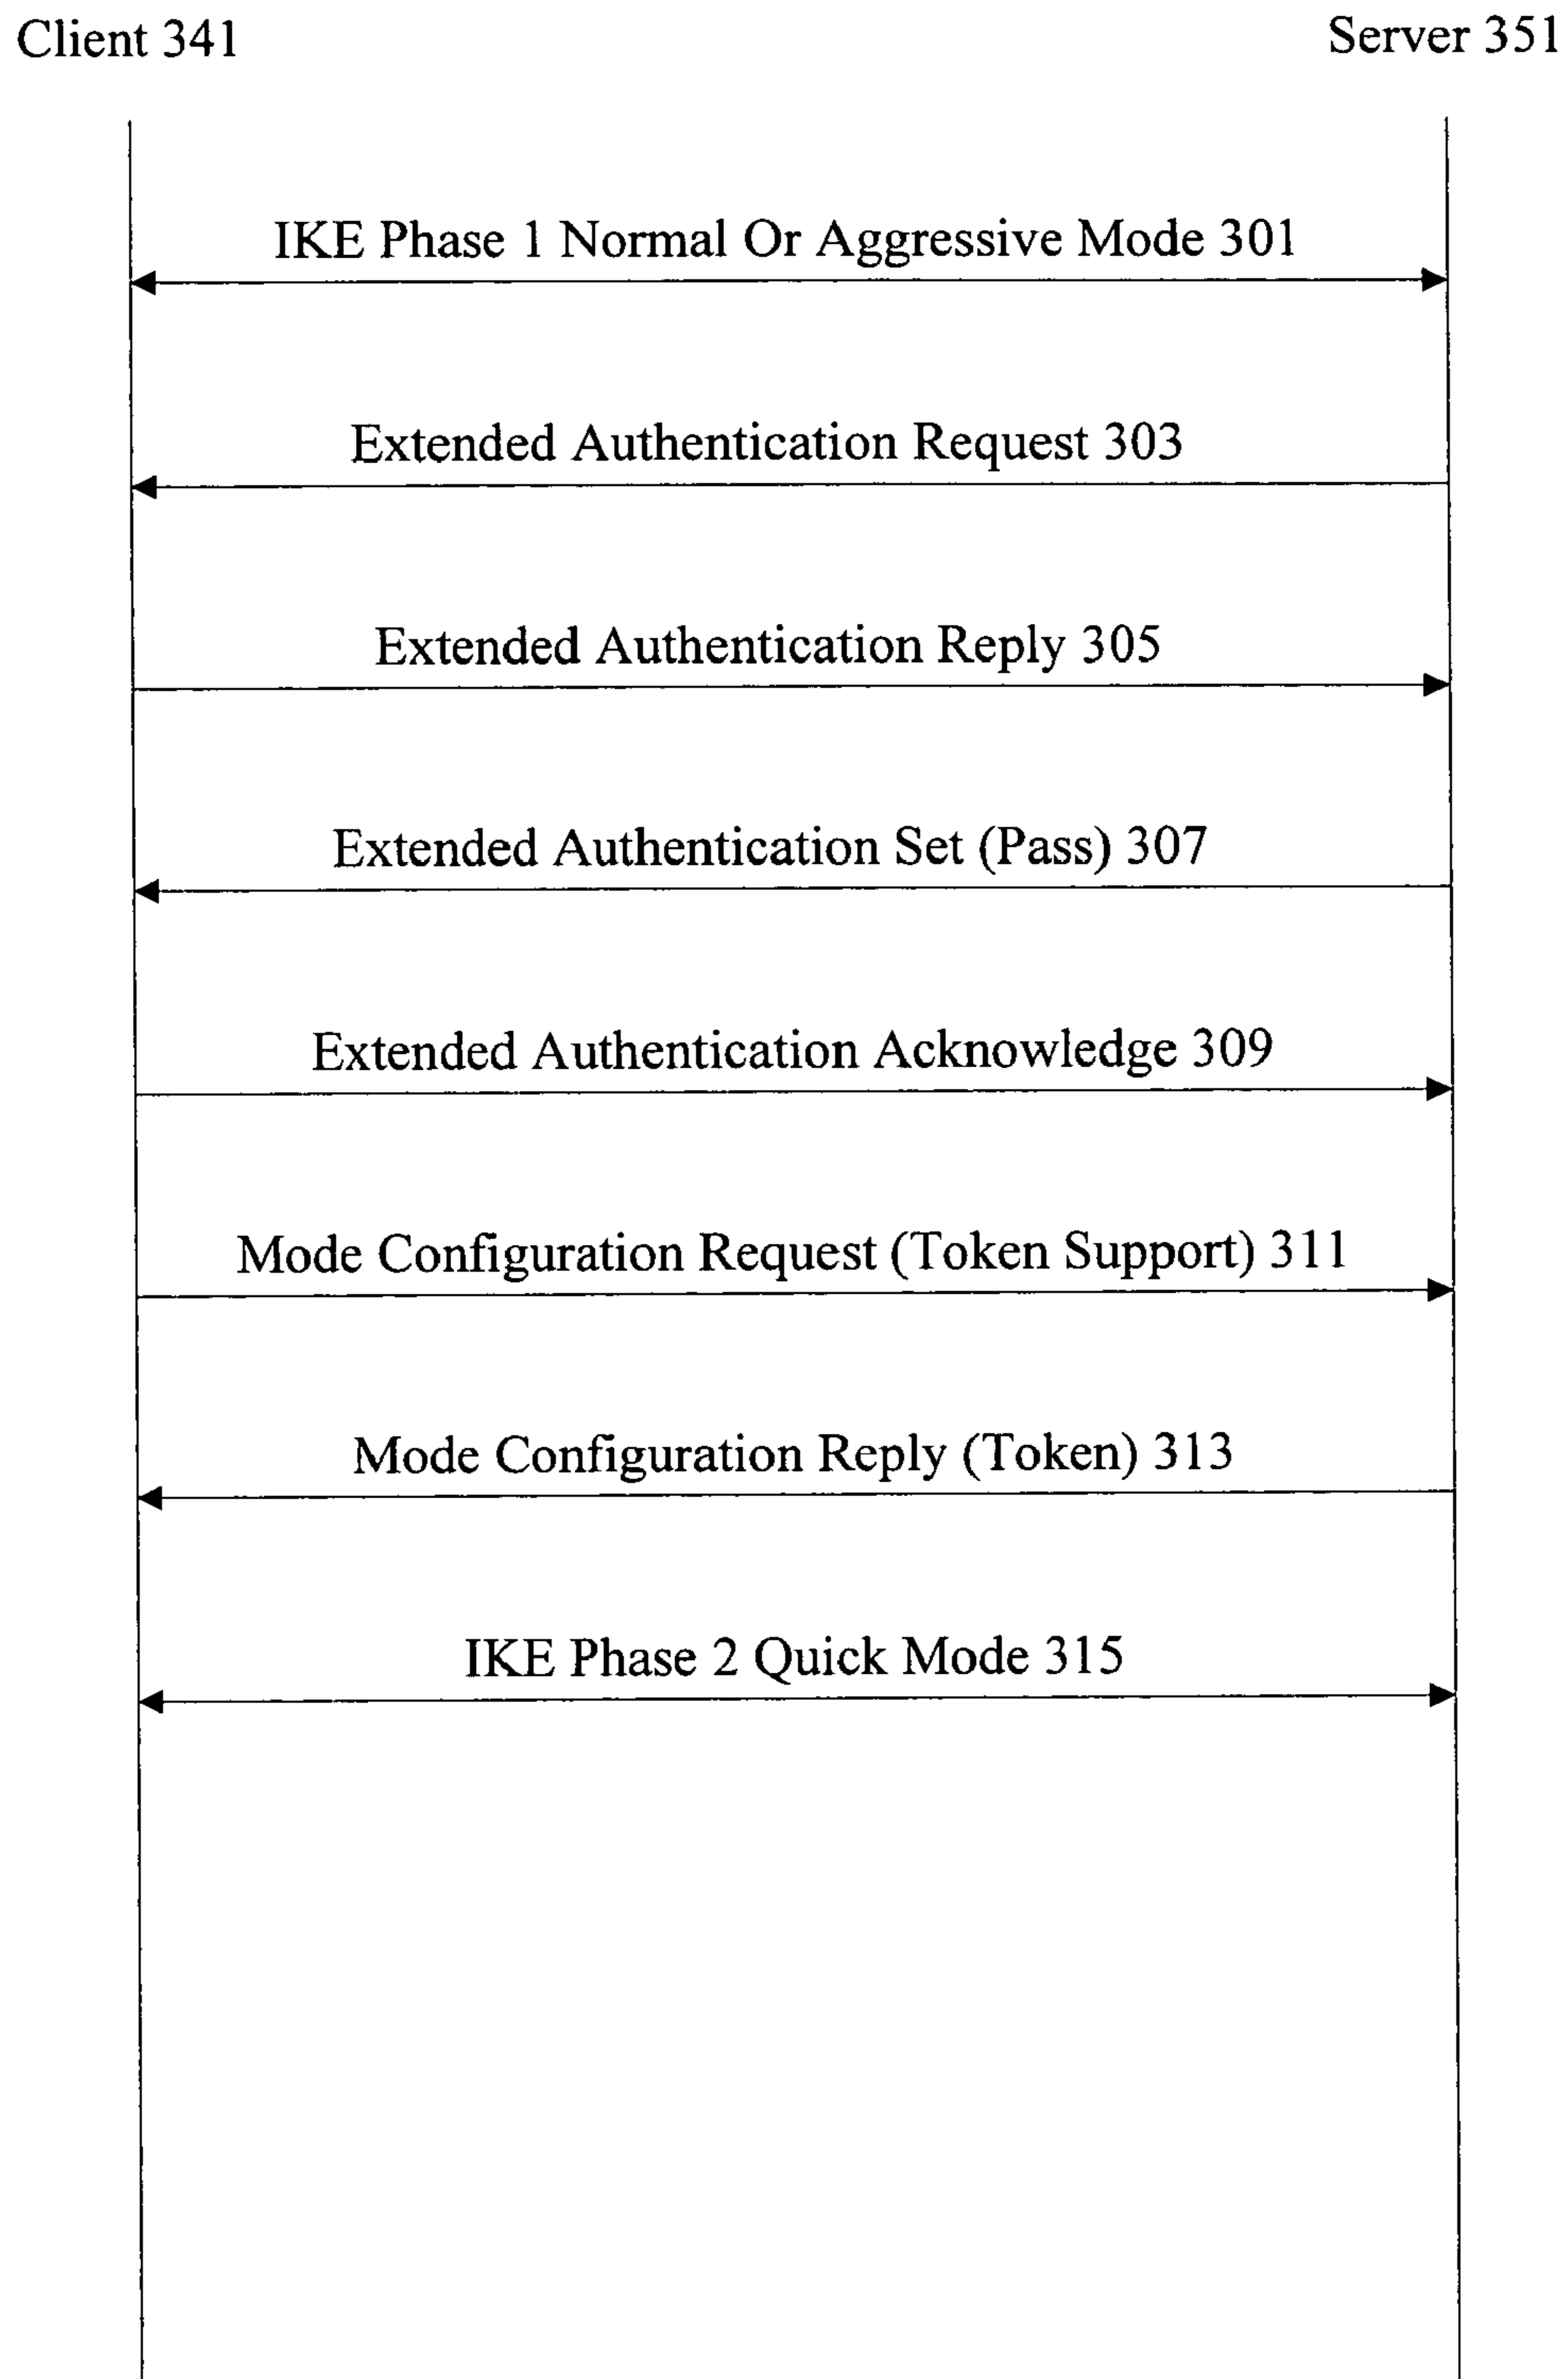 Client 341
Server 351
IKE Phase 1 Normal Or Aggressive Mode 301
Extended Authentication Request 303
Extended Authentication Reply 305
Extended Authentication Set (Pass) 307
Extended Authentication Acknowledge 309
Mode Configuration Request (Token Support) 311
Mode Configuration Reply (Token) 313
IKE Phase 2 Quick Mode 315